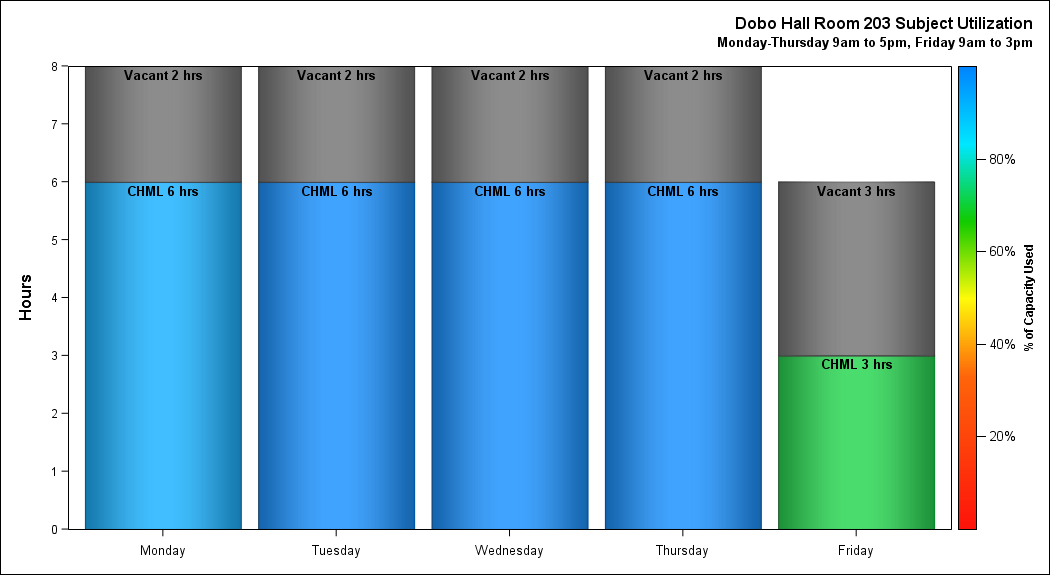 Dobo Hall Room 203 Subject Utilization
Monday-Thursday 9am to 5pm, Friday 9am to 3pm
Hours
8
7
6
5
4
3
2
1
0
Vacant 2 hrs
Vacant 2 hrs
Vacant 2 hrs
Vacant 2 hrs
CHML 6 hrs
CHML 6 hrs
CHML 6 hrs
CHML 6 hrs
Vacant 3 hrs
CHML 3 hrs
Monday
Tuesday
Wednesday
Thursday
Friday
80%
60%
40%
20%
% of Capacity Used